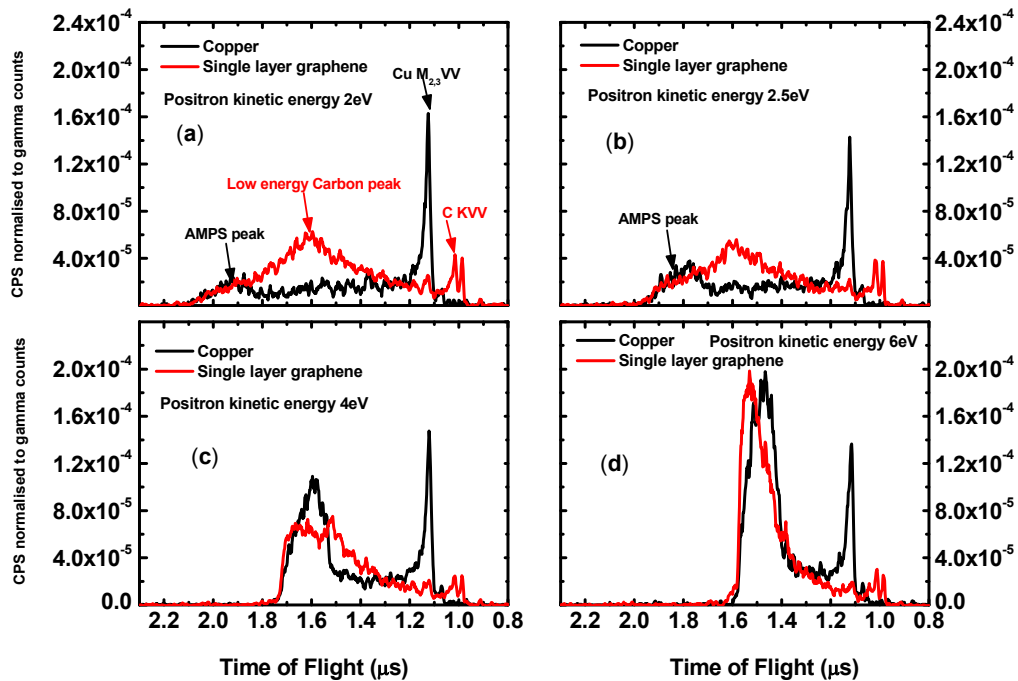 CPS normalised to gamma counts
2.4x10⁻⁴
2.0x10⁻⁴
1.6x10⁻⁴
1.2x10⁻⁴
8.0x10⁻⁵
4.0x10⁻⁵
Copper
Single layer graphene
Positron kinetic energy 2eV
Cu M₂,₃VV
(a)
Low energy Carbon peak
AMPS peak
C KVV
Copper
Single layer graphene
Positron kinetic energy 2.5eV
(b)
AMPS peak
2.4x10⁻⁴
2.0x10⁻⁴
1.6x10⁻⁴
1.2x10⁻⁴
8.0x10⁻⁵
4.0x10⁻⁵
CPS normalised to gamma counts
2.0x10⁻⁴
1.6x10⁻⁴
1.2x10⁻⁴
8.0x10⁻⁵
4.0x10⁻⁵
0.0
Copper
Single layer graphene
Positron kinetic energy 4eV
(c)
2.2 2.0 1.8 1.6 1.4 1.2 1.0 0.8
Time of Flight (μs)
Copper Positron kinetic energy 6eV
Single layer graphene
(d)
2.0x10⁻⁴
1.6x10⁻⁴
1.2x10⁻⁴
8.0x10⁻⁵
4.0x10⁻⁵
0.0
2.2 2.0 1.8 1.6 1.4 1.2 1.0 0.8
Time of Flight (μs)